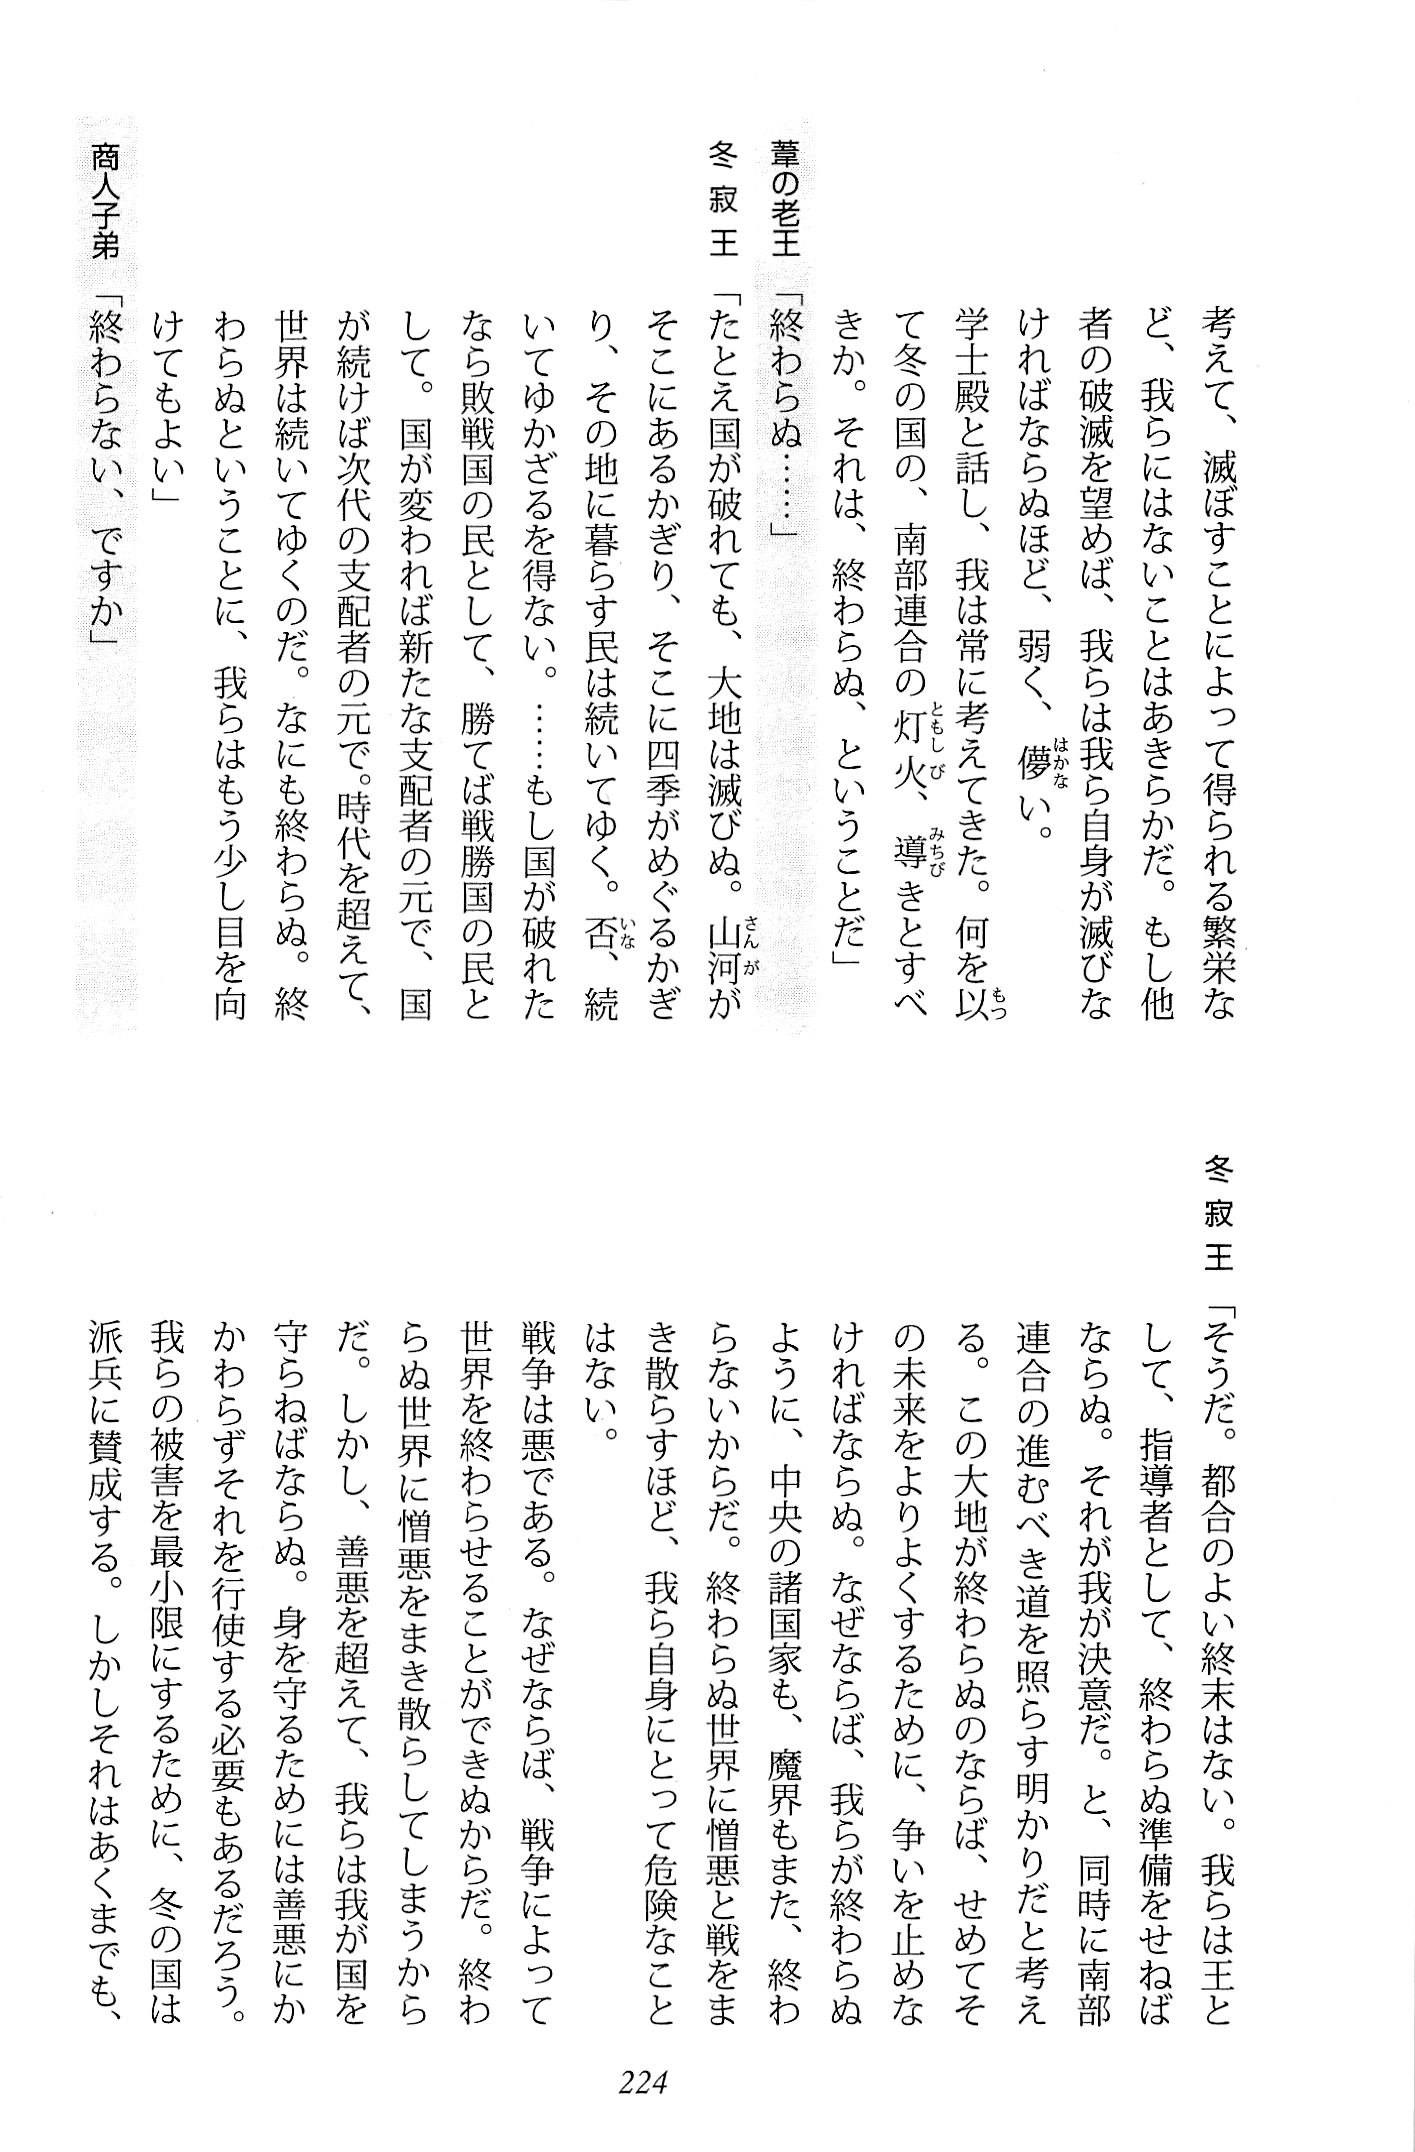 考えて、滅ぼすことによって得られる繁栄な
ど、我らにはないことはあきらかだ。もし他
者の破滅を望めば、我らは我ら自身が滅びな
ければならぬほど、弱く、儚い。
学士殿と話し、我は常に考えてきた。何を以
て冬の国の、南部連合の灯火、導きとすべ
きか。それは、終わらぬ、ということだ」
葦の老王「終わらぬ……」
冬寂王「たとえ国が破れても、大地は滅びぬ。山河が
そこにあるかぎり、そこに四季がめぐるかぎ
り、その地に暮らす民は続いてゆく。否、続
いてゆかざるを得ない。……もし国が破れた
なら敗戦国の民として、勝てば戦勝国の民と
して。国が変われば新たな支配者の元で、国
が続けば次代の支配者の元で。時代を超えて、
世界は続いてゆくのだ。なにも終わらぬ。終
わらぬということに、我らはもう少し目を向
けてもよい」
商人子弟「終わらない、ですか」
冬寂王「そうだ。都合のよい終末はない。我らは王と
して、指導者として、終わらぬ準備をせねば
ならぬ。それが我が決意だ。と、同時に南部
連合の進むべき道を照らす明かりだと考え
る。この大地が終わらぬのならば、せめてそ
の未来をよりよくするために、争いを止めな
ければならぬ。なぜならば、我らが終わらぬ
ように、中央の諸国家も、魔界もまた、終わ
らないからだ。終わらぬ世界に憎悪と戦をま
き散らすほど、我ら自身にとって危険なこと
はない。
戦争は悪である。なぜならば、戦争によって
世界を終わらせることができぬからだ。終わ
らぬ世界に憎悪をまき散らしてしまうから
だ。しかし、善悪を超えて、我らは我が国を
守らねばならぬ。身を守るためには善悪にか
かわらずそれを行使する必要もあるだろう。
我らの被害を最小限にするために、冬の国は
派兵に賛成する。しかしそれはあくまでも、
224